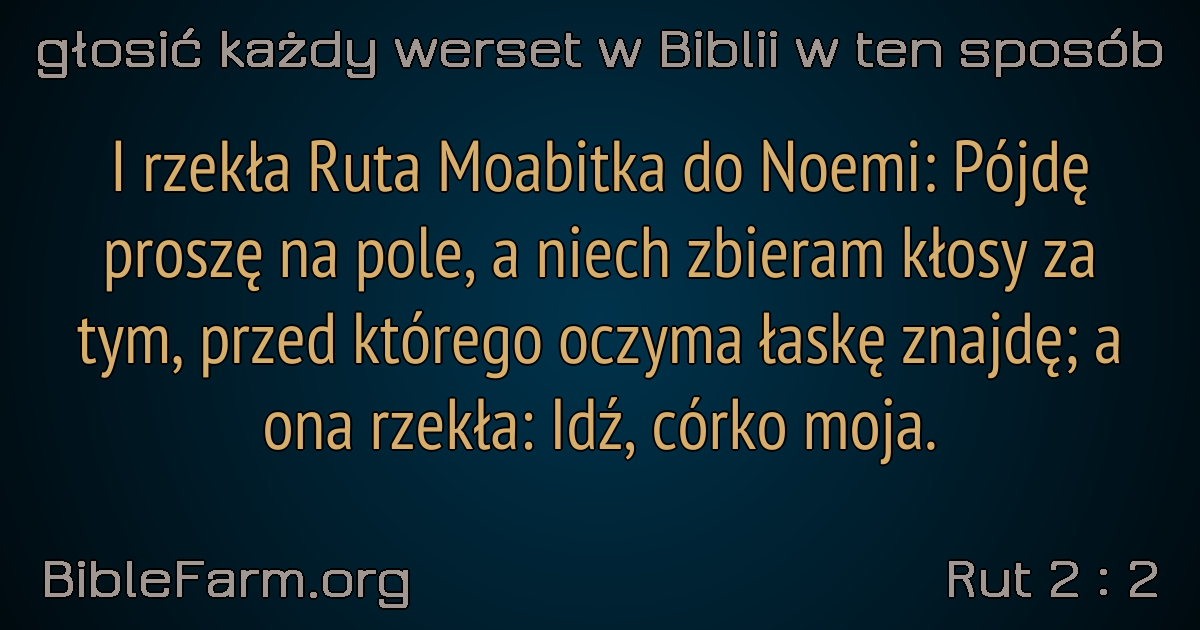 głosić każdy werset w Biblii w ten sposób
I rzekła Ruta Moabitka do Noemi: Pójdę
proszę na pole, a niech zbieram kłosy za
tym, przed którego oczyma łaskę znajdę; a
ona rzekła: Idź, córko moja.
BibleFarm.org
Rut 2 : 2